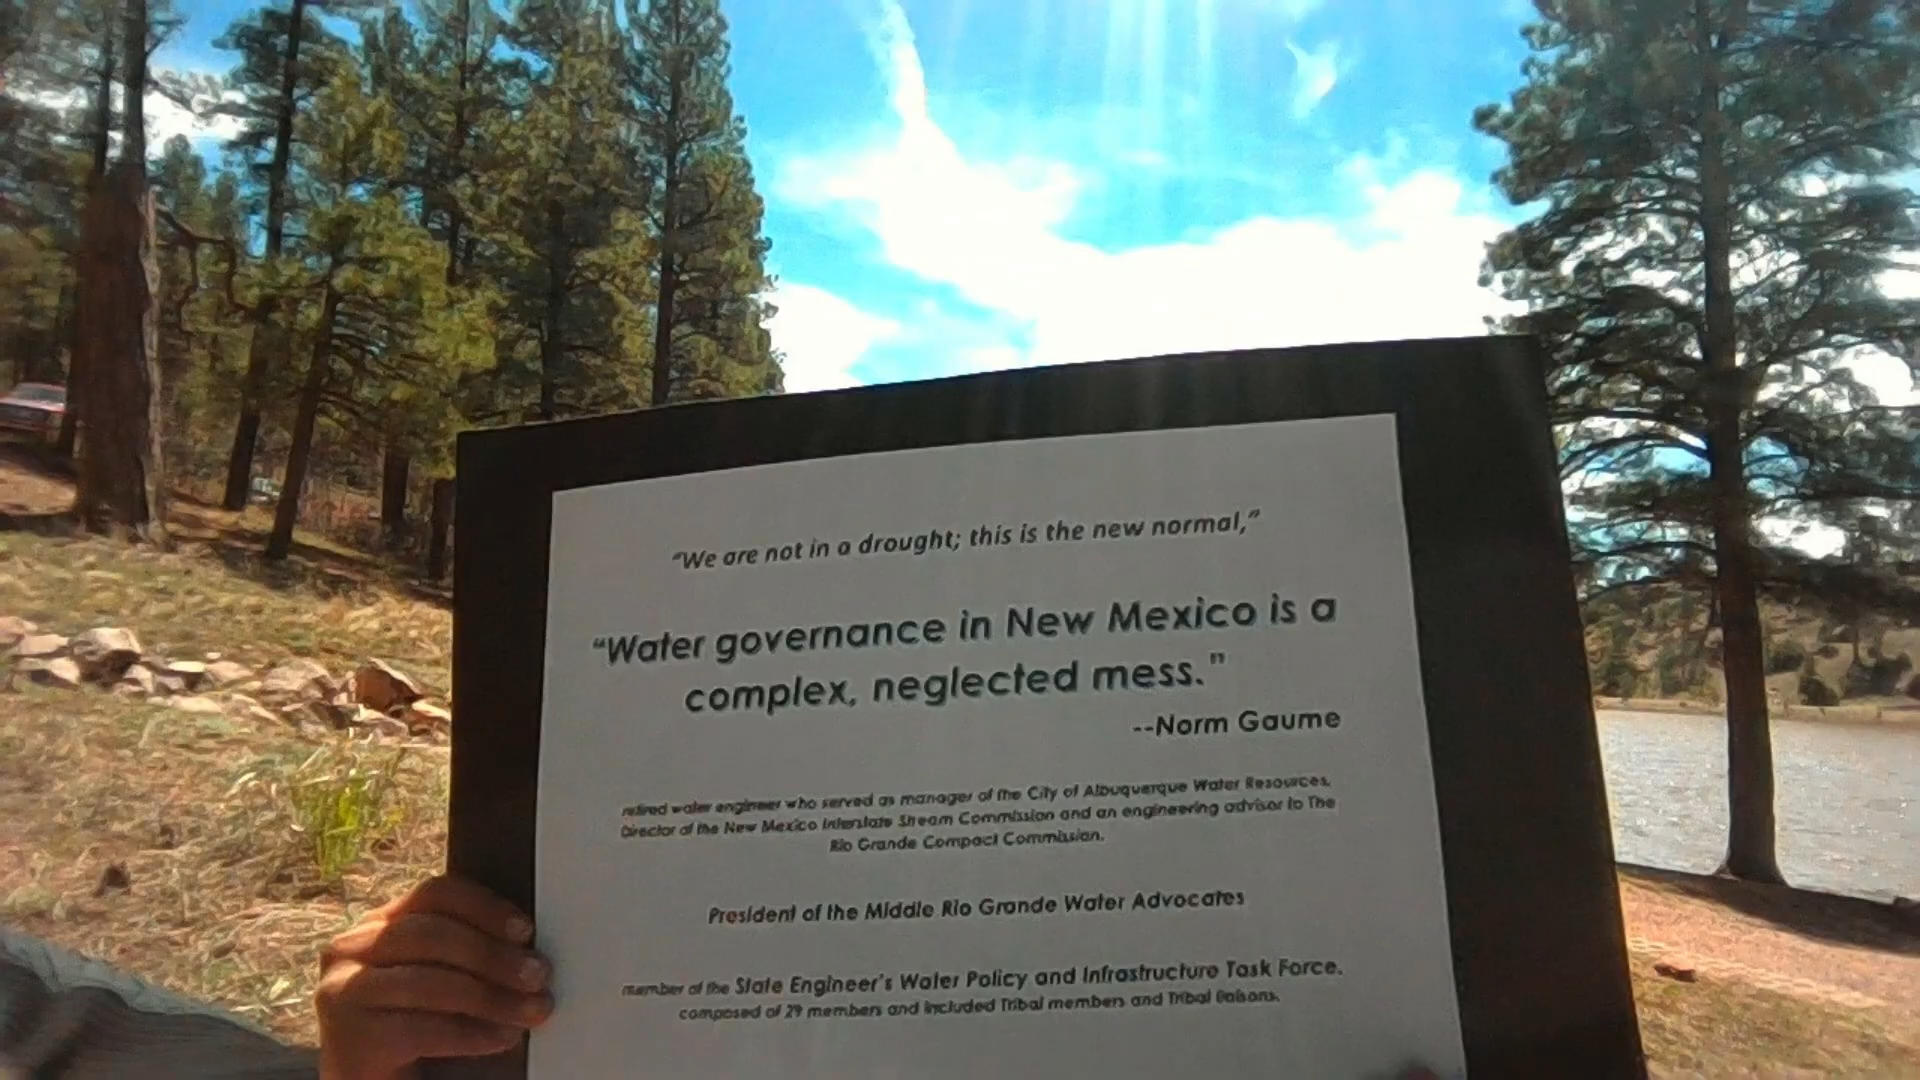 “We are not in a drought; this is the new normal,”
“Water governance in New Mexico is a
complex, neglected mess.”
--Norm Gaume
retired water engineer who served as manager of the City of Albuquerque Water Resources,
Director of the New Mexico Interstate Stream Commission and an engineering advisor to The
Rio Grande Compact Commission.
President of the Middle Rio Grande Water Advocates
member of the State Engineer’s Water Policy and Infrastructure Task Force,
composed of 29 members and included Tribal members and Tribal liaisons.